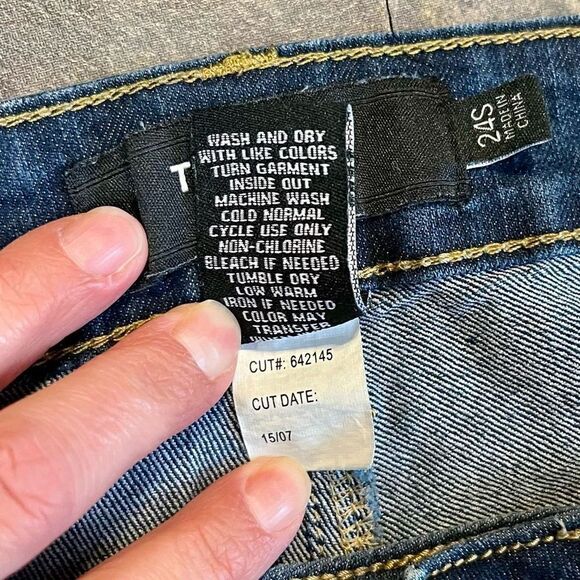 T
24S
MADE IN
CHINA
WASH AND DRY
WITH LIKE COLORS
TURN GARMENT
INSIDE OUT
MACHINE WASH
COLD NORMAL
CYCLE USE ONLY
NON-CHLORINE
BLEACH IF NEEDED
TUMBLE DRY
LOW WARM
IRON IF NEEDED
COLOR MAY
TRANSFER
CUT#: 642145
CUT DATE:
15/07